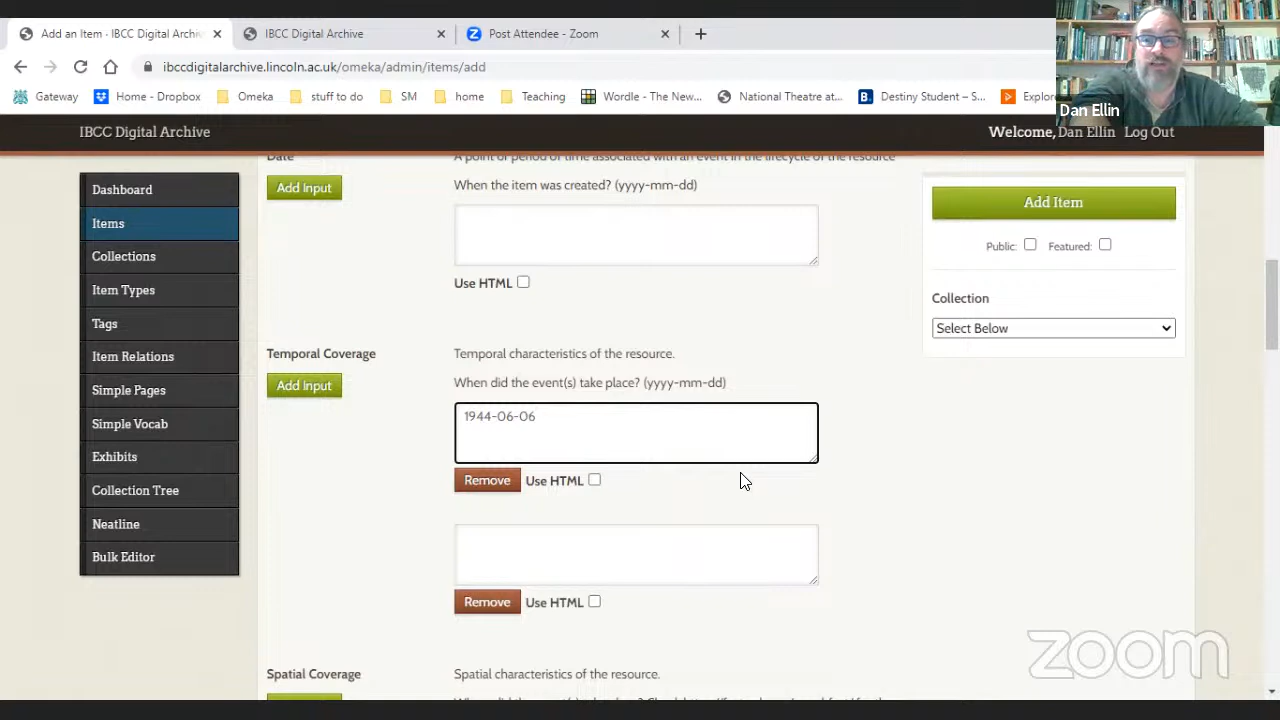 Add an Item - IBCC Digital Archiv
IBCC Digital Archive
Post Attendee - Zoom
ibccdigitalarchive.lincoln.ac.uk/omeka/admin/items/add
Gateway
Home - Dropbox
Omeka
stuff to do
SM
home
Teaching
Wordle - The New...
National Theatre at...
Destiny Student – S...
Explor
Dan Ellin
IBCC Digital Archive
Welcome, Dan Ellin Log Out
Date
A point or period of time associated with an event in the lifecycle of the resource
Dashboard
Items
Collections
Item Types
Tags
Item Relations
Simple Pages
Simple Vocab
Exhibits
Collection Tree
Neatline
Bulk Editor
Add Input
When the item was created? (yyyy-mm-dd)
Use HTML
Temporal Coverage
Temporal characteristics of the resource.
Add Input
When did the event(s) take place? (yyyy-mm-dd)
1944-06-06
Remove Use HTML
Remove Use HTML
Spatial Coverage
Spatial characteristics of the resource.
Add Item
Public: Featured:
Collection
Select Below
zoom